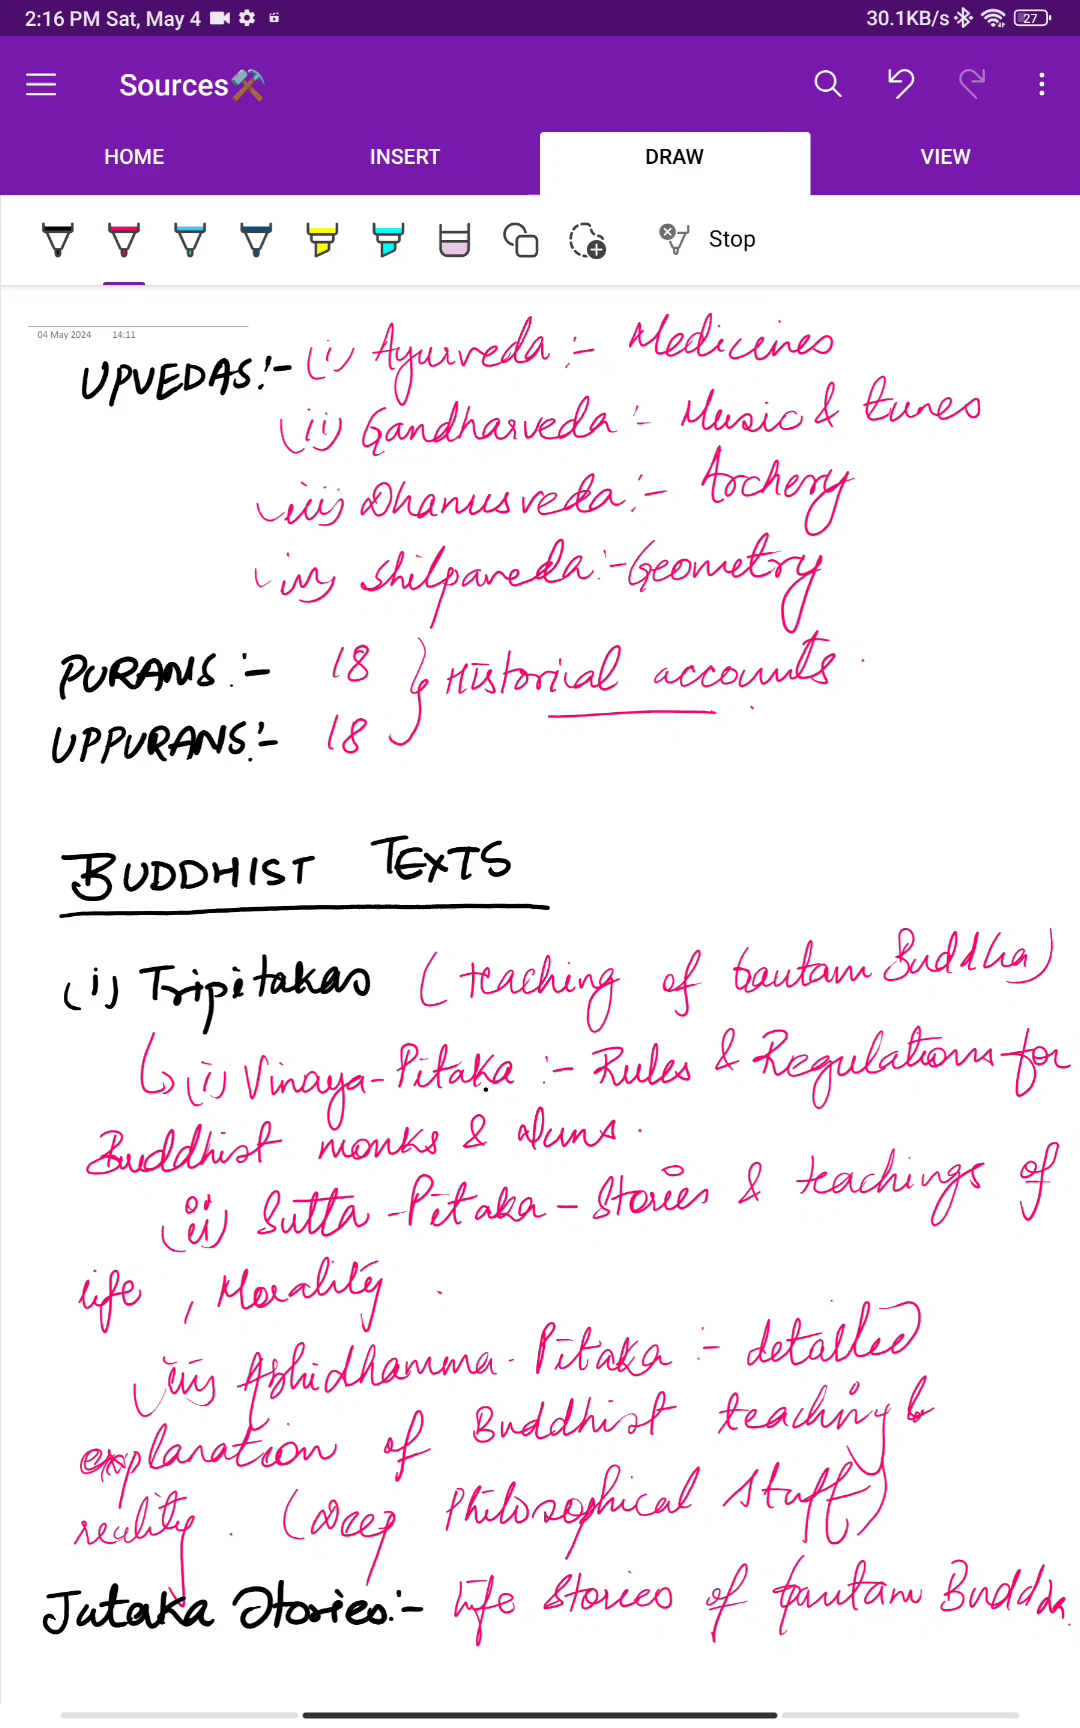 2:16 PM Sat, May 4 30.1KB/s 27
Sources
HOME INSERT DRAW VIEW
Stop
04 May 2024 14:11
UPVEDAS:- (i) Ayurveda :- Medicines
(ii) Gandharveda :- Music & tunes
(iii) Dhanusveda :- Archery
(iv) Shilpaveda :- Geometry
PURANS :- 18 } Historical accounts.
UPPURANS :- 18
BUDDHIST TEXTS
(i) Tripitakas (teaching of Gautam Buddha)
↳ (i) Vinaya-Pitaka :- Rules & Regulations for
Buddhist monks & Nuns.
(ii) Sutta-Pitaka - Stories & teachings of
life, Morality.
(iii) Abhidhamma-Pitaka :- detailed
explanation of Buddhist teaching &
reality. (Deep Philosophical Stuff)
Jataka Stories:- Life Stories of Gautam Buddha.